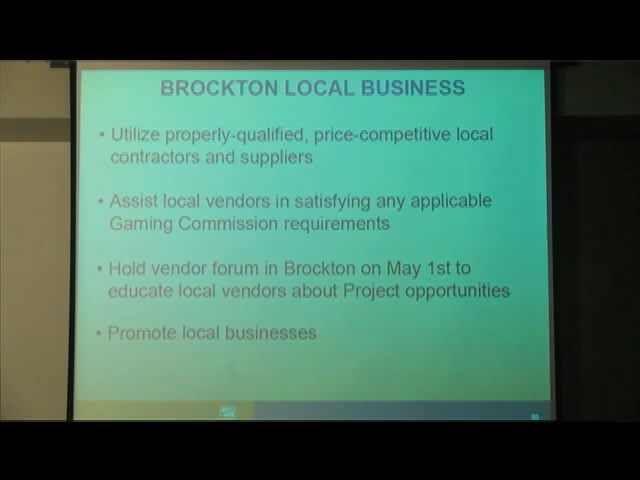 BROCKTON LOCAL BUSINESS
• Utilize properly-qualified, price-competitive local
contractors and suppliers
• Assist local vendors in satisfying any applicable
Gaming Commission requirements
• Hold vendor forum in Brockton on May 1st to
educate local vendors about Project opportunities
• Promote local businesses